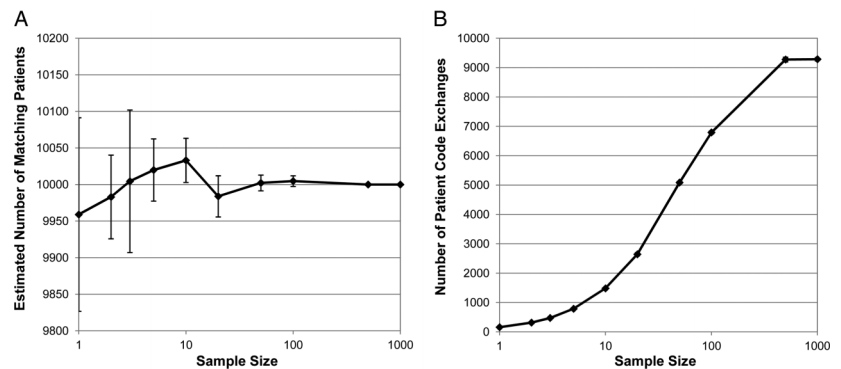 A
Estimated Number of Matching Patients
10200
10150
10100
10050
10000
9950
9900
9850
9800
1 10 100 1000
Sample Size
B
Number of Patient Code Exchanges
10000
9000
8000
7000
6000
5000
4000
3000
2000
1000
0
1 10 100 1000
Sample Size